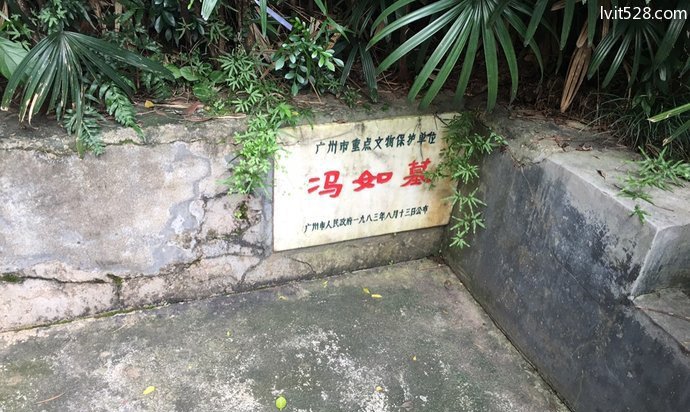 lvit528.com
广州市重点文物保护单位
冯如墓
广州市人民政府一九八三年八月十三日公布